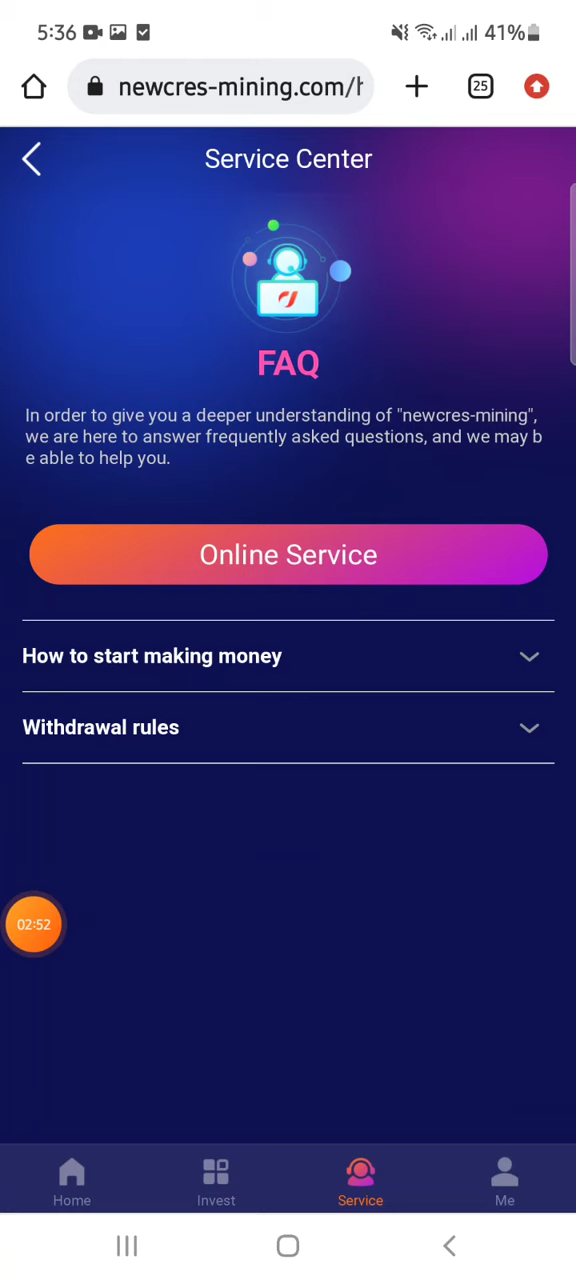 5:36 41%
newcres-mining.com/h 25
Service Center
FAQ
In order to give you a deeper understanding of "newcres-mining",
we are here to answer frequently asked questions, and we may b
e able to help you.
Online Service
How to start making money
Withdrawal rules
02:52
Home Invest Service Me